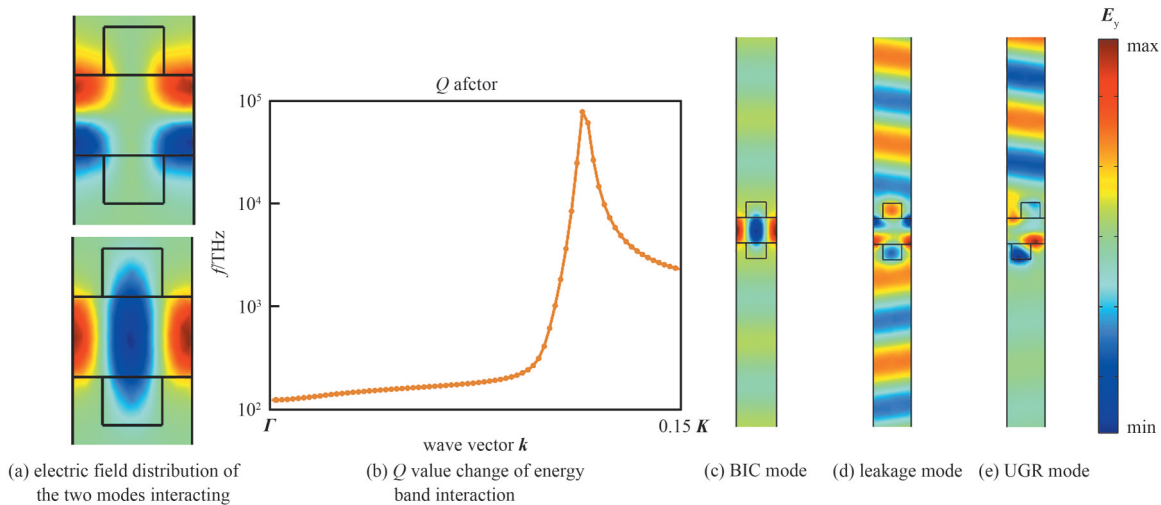 E_y
max
min
Q afctor
10^5
10^4
10^3
10^2
f/THz
Γ
0.15 K
wave vector k
(a) electric field distribution of
the two modes interacting
(b) Q value change of energy
band interaction
(c) BIC mode
(d) leakage mode
(e) UGR mode